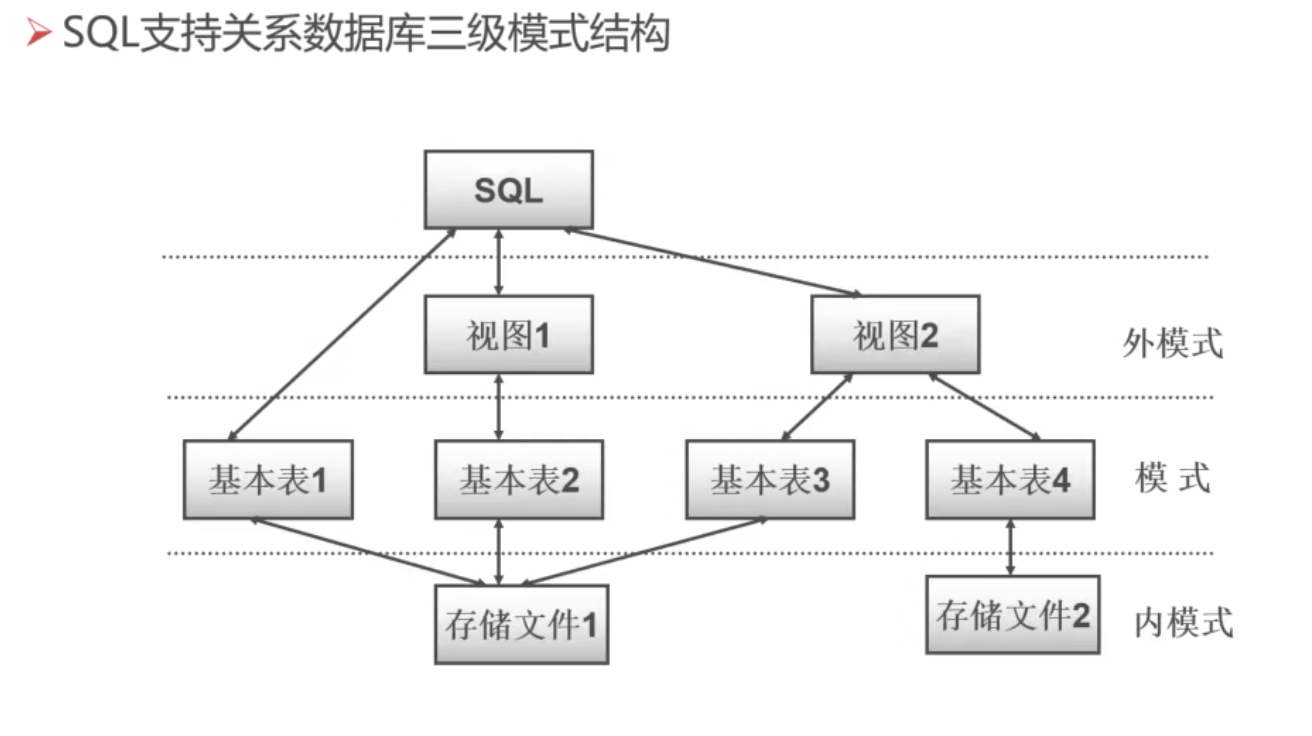 SQL支持关系数据库三级模式结构
SQL
视图1
视图2
外模式
基本表1
基本表2
基本表3
基本表4
模 式
存储文件1
存储文件2
内模式